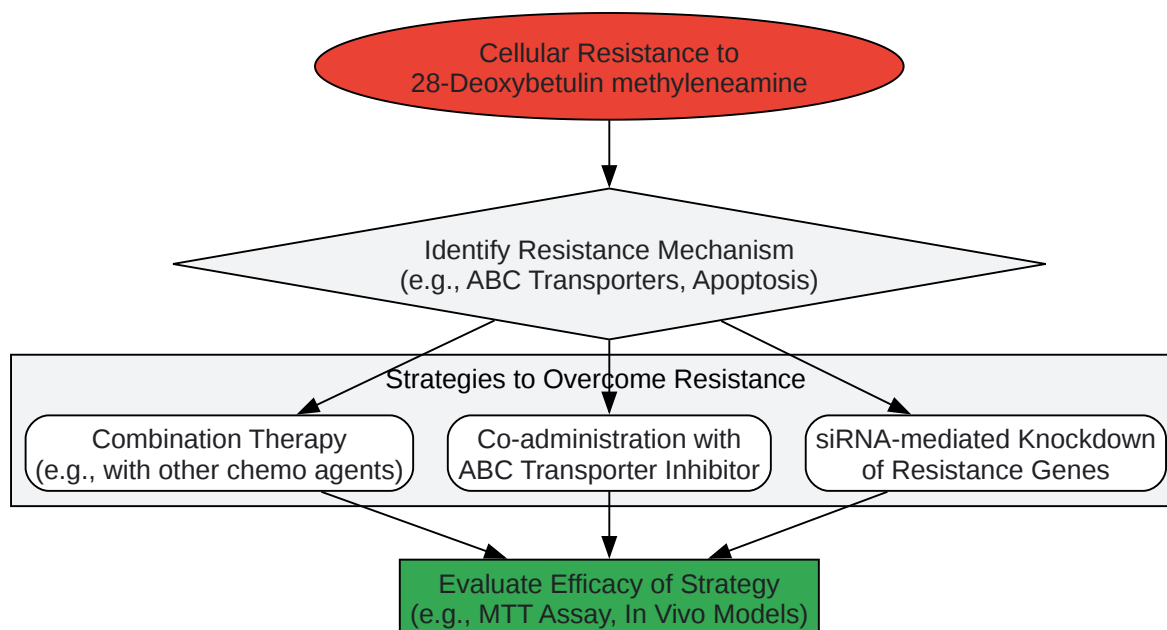 Cellular Resistance to
28-Deoxybetulin methyleneamine
Identify Resistance Mechanism
(e.g., ABC Transporters, Apoptosis)
Strategies to Overcome Resistance
Combination Therapy
(e.g., with other chemo agents)
Co-administration with
ABC Transporter Inhibitor
siRNA-mediated Knockdown
of Resistance Genes
Evaluate Efficacy of Strategy
(e.g., MTT Assay, In Vivo Models)